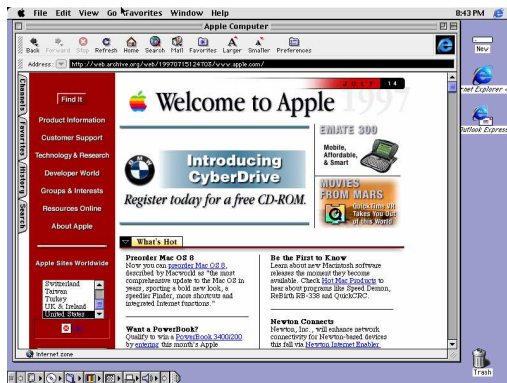 File Edit View Go Favorites Window Help
8:43 PM
Apple Computer
Back Forward Stop Refresh Home Search Mail Favorites Larger Smaller Preferences
Address: http://web.archive.org/web/19970715124703/www.apple.com/
Channels
Favorites
History
Search
Find It
Product Information
Customer Support
Technology & Research
Developer World
Groups & Interests
Resources Online
About Apple
Apple Sites Worldwide
Switzerland
Taiwan
Turkey
UK & Ireland
United States
JULY 14
1997
Welcome to Apple
BMW
Introducing
CyberDrive
Register today for a free CD-ROM.
EMATE 300
Mobile,
Affordable,
& Smart
MOVIES
FROM MARS
QuickTime VR
Takes You Out
of this World
What's Hot
Preorder Mac OS 8
Now you can preorder Mac OS 8,
described by Macworld as "the most
comprehensive update to the Mac OS in
years, sporting a bold new look, a
speedier Finder, more shortcuts and
integrated Internet functions."
Want a PowerBook?
Qualify to win a PowerBook 3400/200
by entering this month's Apple
Be the First to Know
Learn about new Macintosh software
releases the moment they become
available. Check Hot Mac Products to
hear about programs like Speed Demon,
ReBirth RB-338 and QuickCRC.
Newton Connects
Newton, Inc., will enhance network
connectivity for Newton-based devices
this fall via Newton Internet Enabler
Internet zone
New
rnet Explorer
utlook Express
Trash